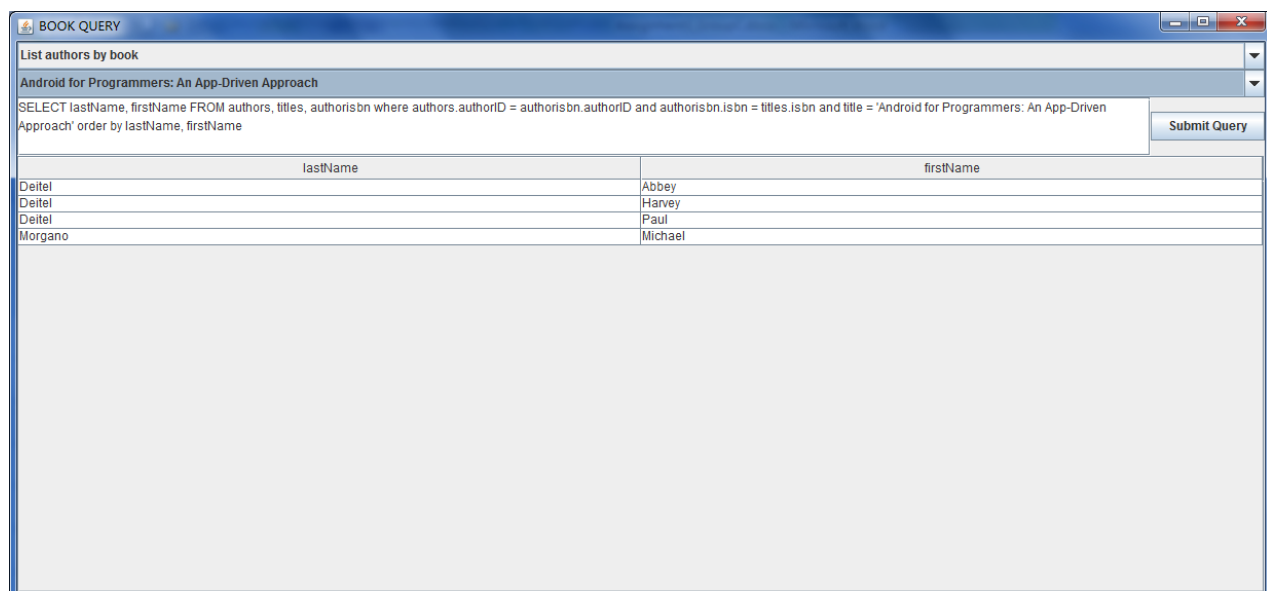 BOOK QUERY
List authors by book
Android for Programmers: An App-Driven Approach
SELECT lastName, firstName FROM authors, titles, authorisbn where authors.authorID = authorisbn.authorID and authorisbn.isbn = titles.isbn and title = 'Android for Programmers: An App-Driven
Approach' order by lastName, firstName
Submit Query
lastName firstName
Deitel Abbey
Deitel Harvey
Deitel Paul
Morgano Michael